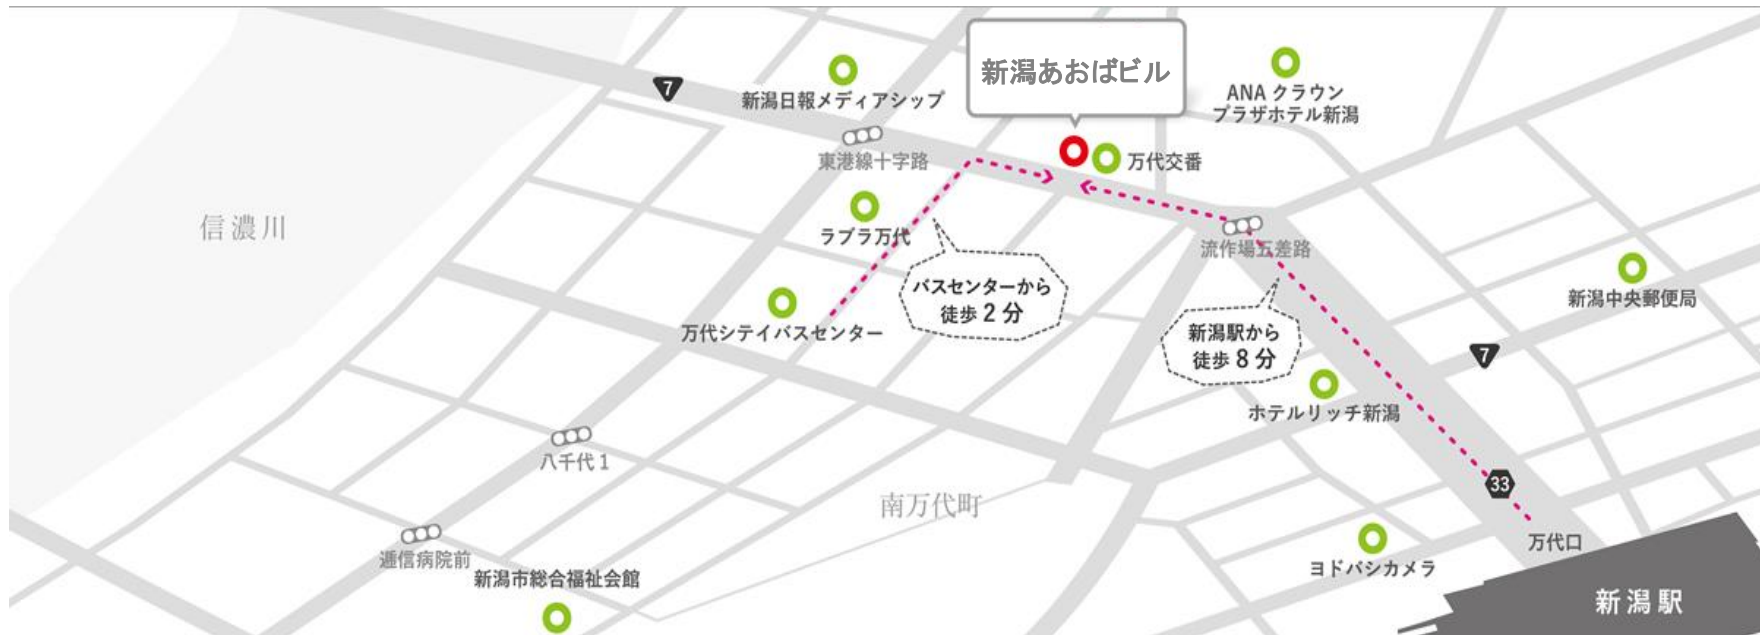 新潟あおばビル
7
新潟日報メディアシップ
ANA クラウン
プラザホテル新潟
東港線十字路
万代交番
信濃川
ラブラ万代
流作場五差路
バスセンターから
徒歩 2 分
新潟中央郵便局
万代シテイバスセンター
新潟駅から
徒歩 8 分
7
ホテルリッチ新潟
八千代 1
33
南万代町
万代口
逓信病院前
新潟市総合福祉会館
ヨドバシカメラ
新潟駅